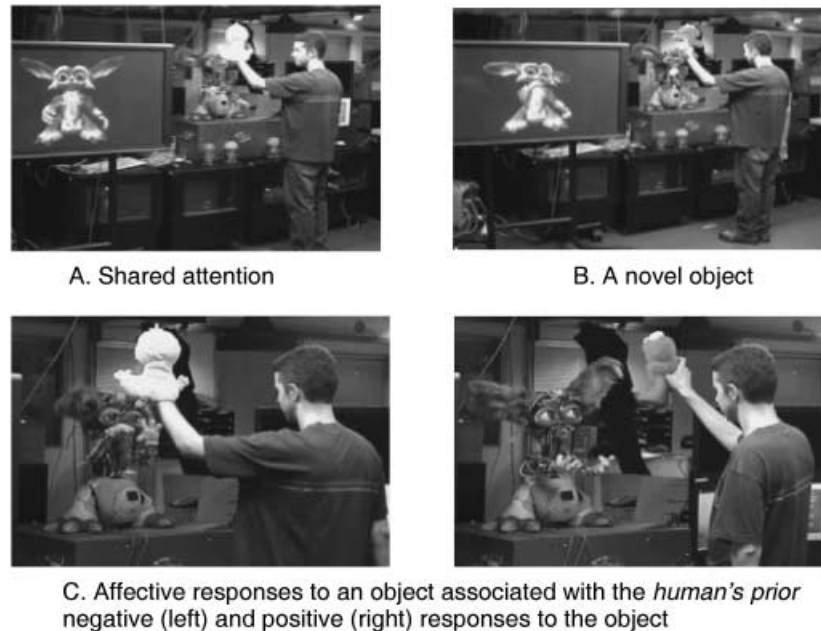 A. Shared attention
B. A novel object
C. Affective responses to an object associated with the human's prior
negative (left) and positive (right) responses to the object